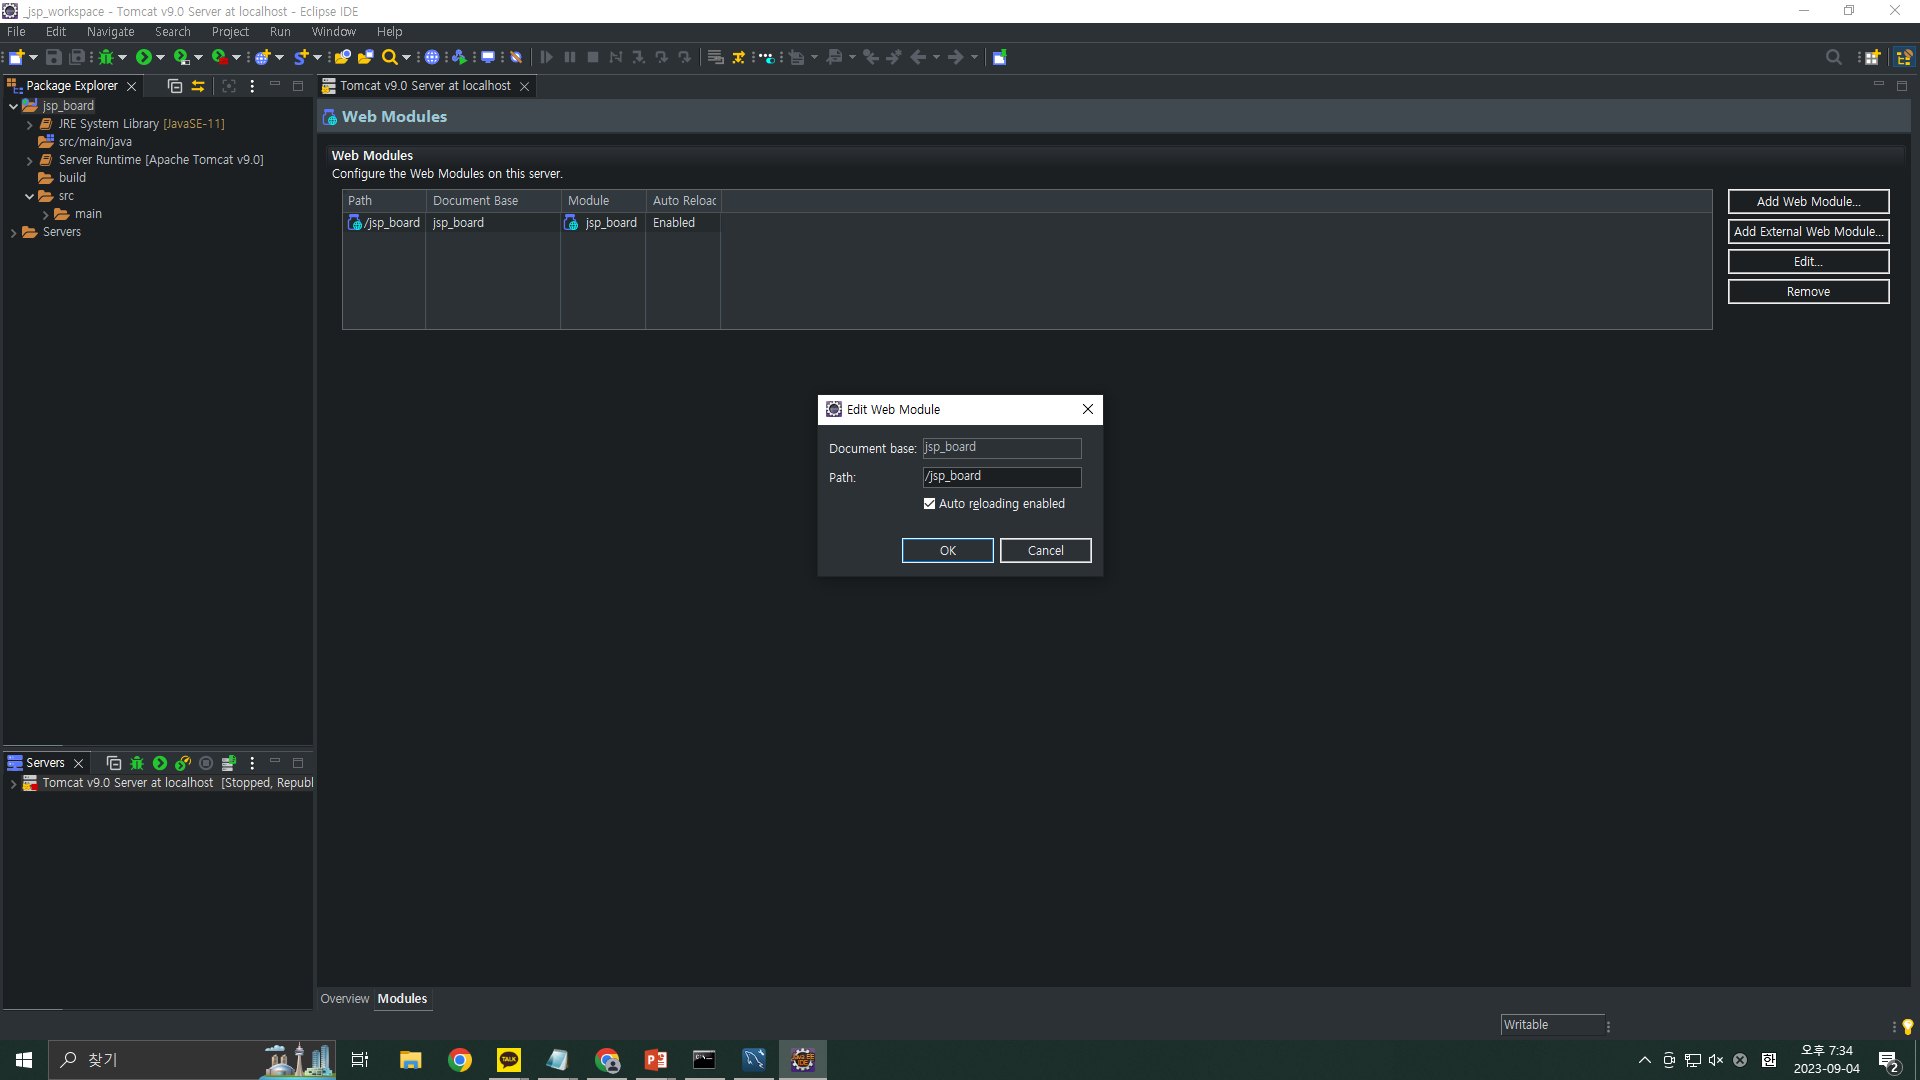 _jsp_workspace - Tomcat v9.0 Server at localhost - Eclipse IDE
File Edit Navigate Search Project Run Window Help
Package Explorer
jsp_board
JRE System Library [JavaSE-11]
src/main/java
Server Runtime [Apache Tomcat v9.0]
build
src
main
Servers
Tomcat v9.0 Server at localhost
Web Modules
Web Modules
Configure the Web Modules on this server.
Path Document Base Module Auto Reloac
/jsp_board jsp_board jsp_board Enabled
Add Web Module...
Add External Web Module...
Edit...
Remove
Edit Web Module
Document base: jsp_board
Path: /jsp_board
Auto reloading enabled
OK Cancel
Servers
Tomcat v9.0 Server at localhost [Stopped, Republ
Overview Modules
Writable
찾기
TALK
한
오후 7:34
2023-09-04
2